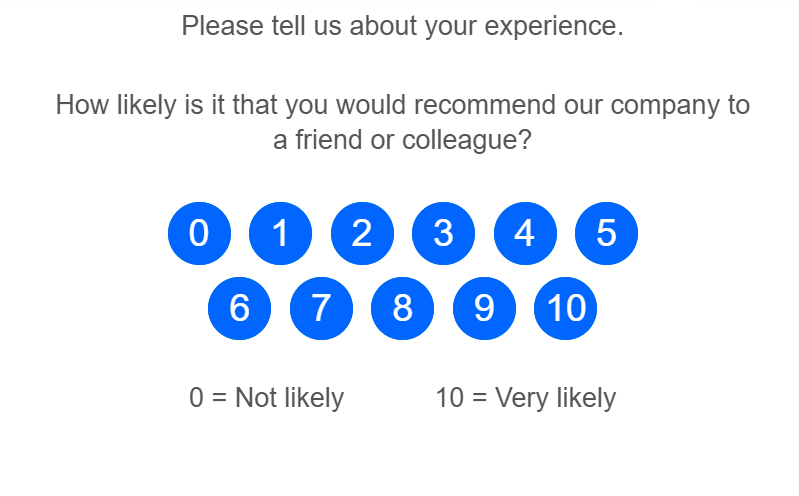 Please tell us about your experience.
How likely is it that you would recommend our company to
a friend or colleague?
0 1 2 3 4 5
6 7 8 9 10
0 = Not likely 10 = Very likely